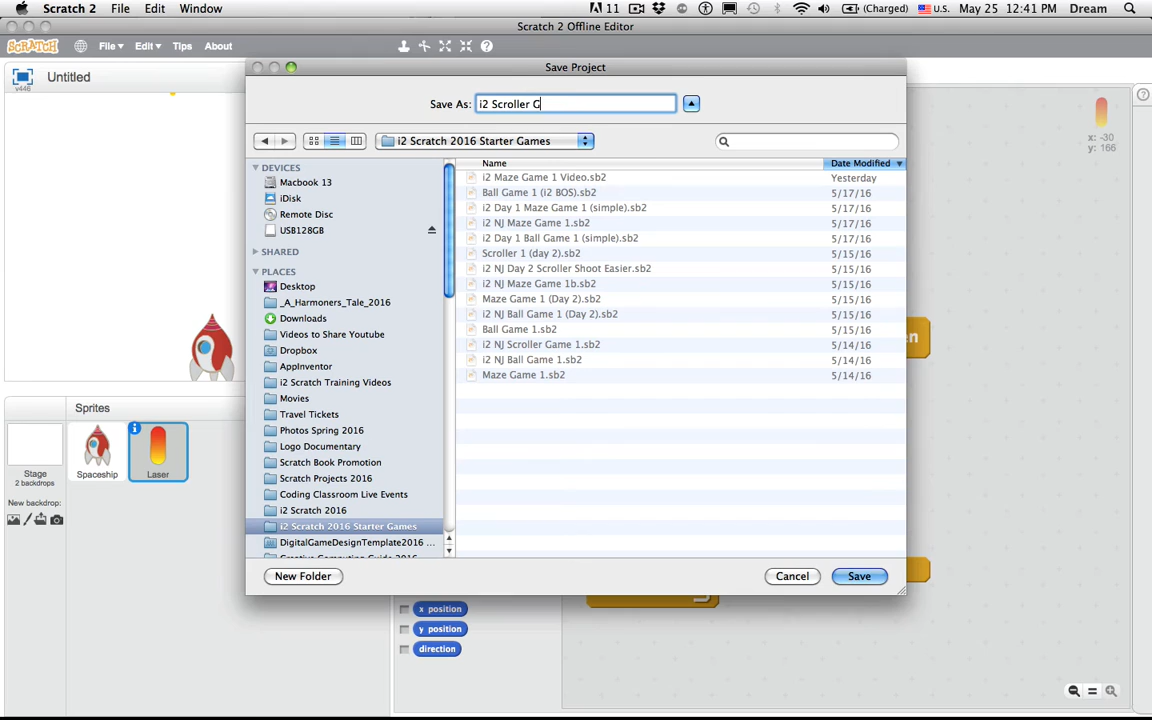 Scratch 2 File Edit Window 11 (Charged) U.S. May 25 12:41 PM Dream
Scratch 2 Offline Editor
SCRATCH File Edit Tips About
Untitled
v446
Save Project
Save As: i2 Scroller G
i2 Scratch 2016 Starter Games
DEVICES
Macbook 13
iDisk
Remote Disc
USB128GB
SHARED
PLACES
Desktop
_A_Harmoners_Tale_2016
Downloads
Videos to Share Youtube
Dropbox
AppInventor
i2 Scratch Training Videos
Movies
Travel Tickets
Photos Spring 2016
Logo Documentary
Scratch Book Promotion
Scratch Projects 2016
Coding Classroom Live Events
i2 Scratch 2016
i2 Scratch 2016 Starter Games
DigitalGameDesignTemplate2016 ...
Name Date Modified
i2 Maze Game 1 Video.sb2 Yesterday
Ball Game 1 (i2 BOS).sb2 5/17/16
i2 Day 1 Maze Game 1 (simple).sb2 5/17/16
i2 NJ Maze Game 1.sb2 5/17/16
i2 Day 1 Ball Game 1 (simple).sb2 5/17/16
Scroller 1 (day 2).sb2 5/15/16
i2 NJ Day 2 Scroller Shoot Easier.sb2 5/15/16
i2 NJ Maze Game 1b.sb2 5/15/16
Maze Game 1 (Day 2).sb2 5/15/16
i2 NJ Ball Game 1 (Day 2).sb2 5/15/16
Ball Game 1.sb2 5/15/16
i2 NJ Scroller Game 1.sb2 5/14/16
i2 NJ Ball Game 1.sb2 5/14/16
Maze Game 1.sb2 5/14/16
New Folder Cancel Save
x: -30
y: 166
Sprites
Stage
2 backdrops
New backdrop:
Spaceship
Laser
x position
y position
direction